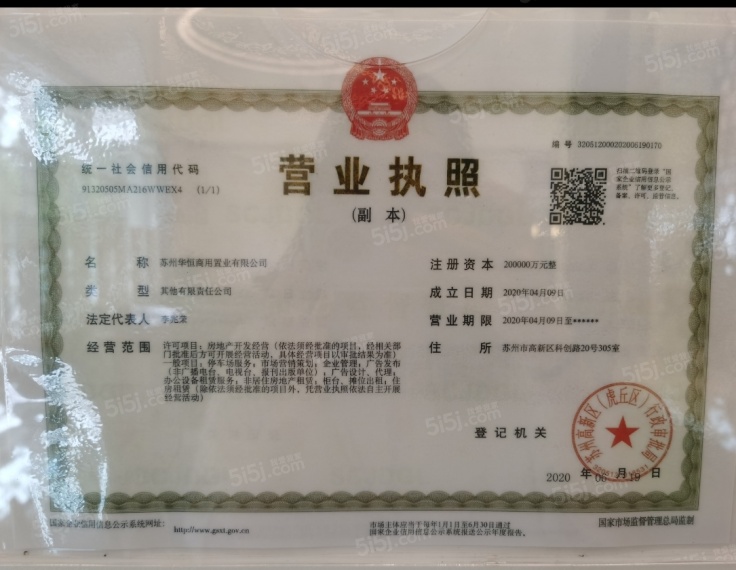 编 号 320512000202006190170
统一社会信用代码
91320505MA216WWEX4 (1/1)
营业执照
(副 本)
扫描二维码登录“国
家企业信用信息公示
系统”了解更多登记、
备案、许可、监管信息。
名 称 苏州华恒商用置业有限公司
类 型 其他有限责任公司
法定代表人
经营范围 许可项目:房地产开发经营(依法须经批准的项目,经相关部
门批准后方可开展经营活动,具体经营项目以审批结果为准)
一般项目:停车场服务;市场营销策划;企业管理;广告发布
(非广播电台、电视台、报刊出版单位);广告设计、代理;
办公设备租赁服务;非居住房地产租赁;柜台、摊位出租;住
房租赁(除依法须经批准的项目外,凭营业执照依法自主开展
经营活动)
注册资本 200000万元整
成立日期 2020年04月09日
营业期限 2020年04月09日至******
住 所 苏州市高新区科创路20号305室
登记机关
苏州高新区(虎丘区)行政审批局
2020 年 06 月 19 日
国家企业信用信息公示系统网址: http://www.gsxt.gov.cn
市场主体应当于每年1月1日至6月30日通过
国家企业信用信息公示系统报送公示年度报告。
国家市场监督管理总局监制
515j.com